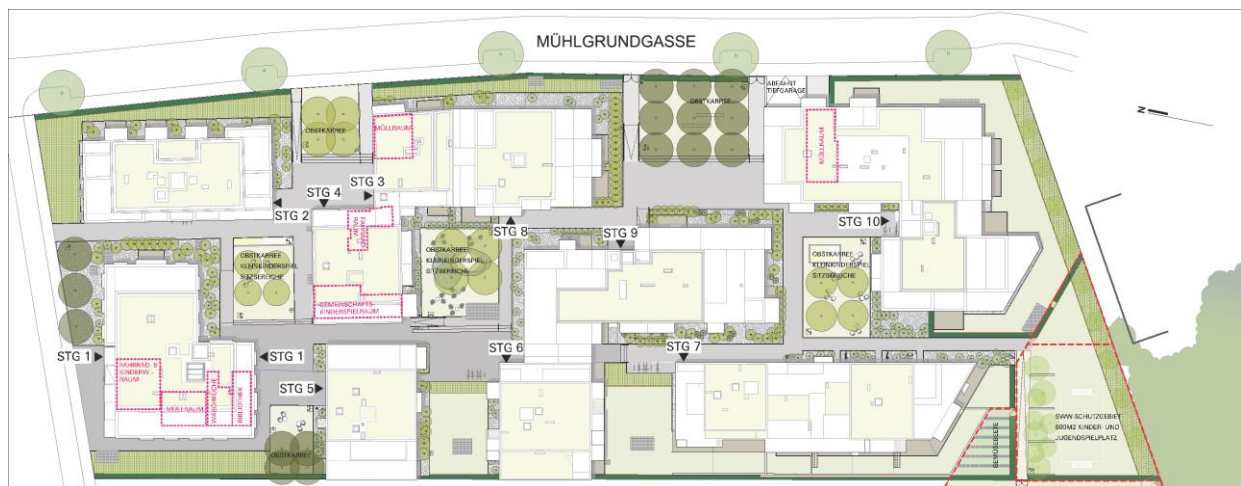 MÜHLGRUNDGASSE
ABFAHRT
TIEFGARAGE
N
OBSTKARREE
MÜLLRAUM
OBSTKARREE
MÜLLRAUM
STG 3
STG 4
STG 2
STG 8
STG 9
STG 10
OBSTKARREE
KLEINKINDERSPIEL
SITZBEREICHE
OBSTKARREE
KLEINKINDERSPIEL
SITZBEREICHE
OBSTKARREE
KLEINKINDERSPIEL
SITZBEREICHE
GEMEINSCHAFTS-
KINDERSPIELRAUM
STG 1
STG 1
STG 6
STG 7
STG 5
MÜLLRAUM
WASCHKÜCHE
BIBLIOTHEK
OBSTKARREE
GEMÜSEBEETE
SWW-SCHUTZGEBIET
600M2 KINDER- UND
JUGENDSPIELPLATZ